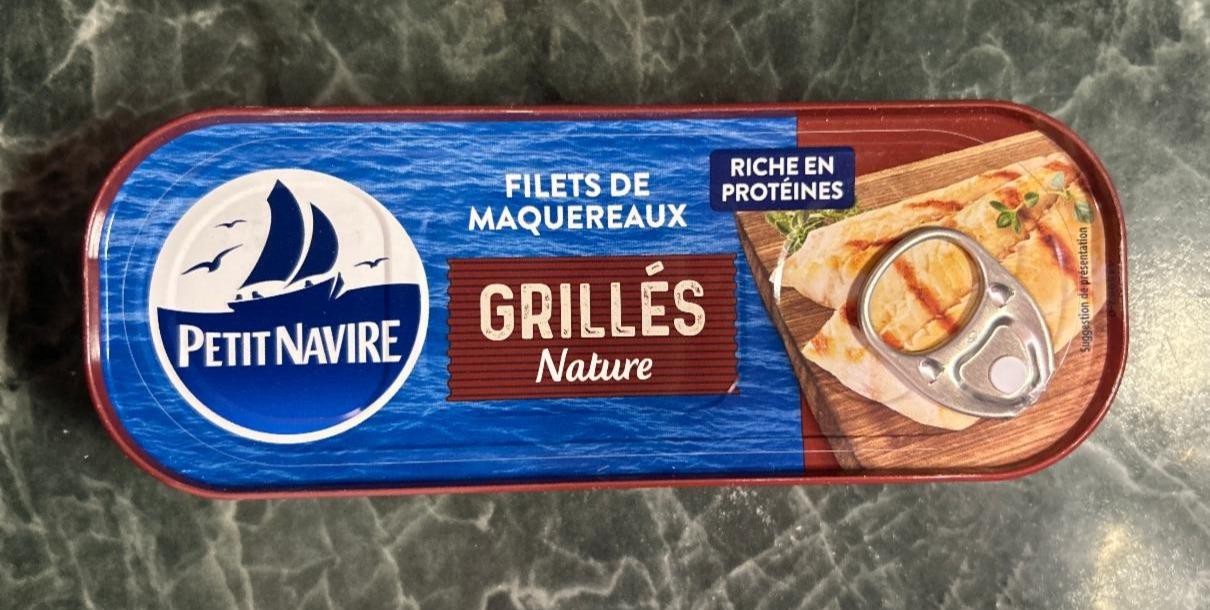 PETIT NAVIRE
FILETS DE
MAQUEREAUX
GRILLÉS
Nature
RICHE EN
PROTÉINES
Suggestion de présentation